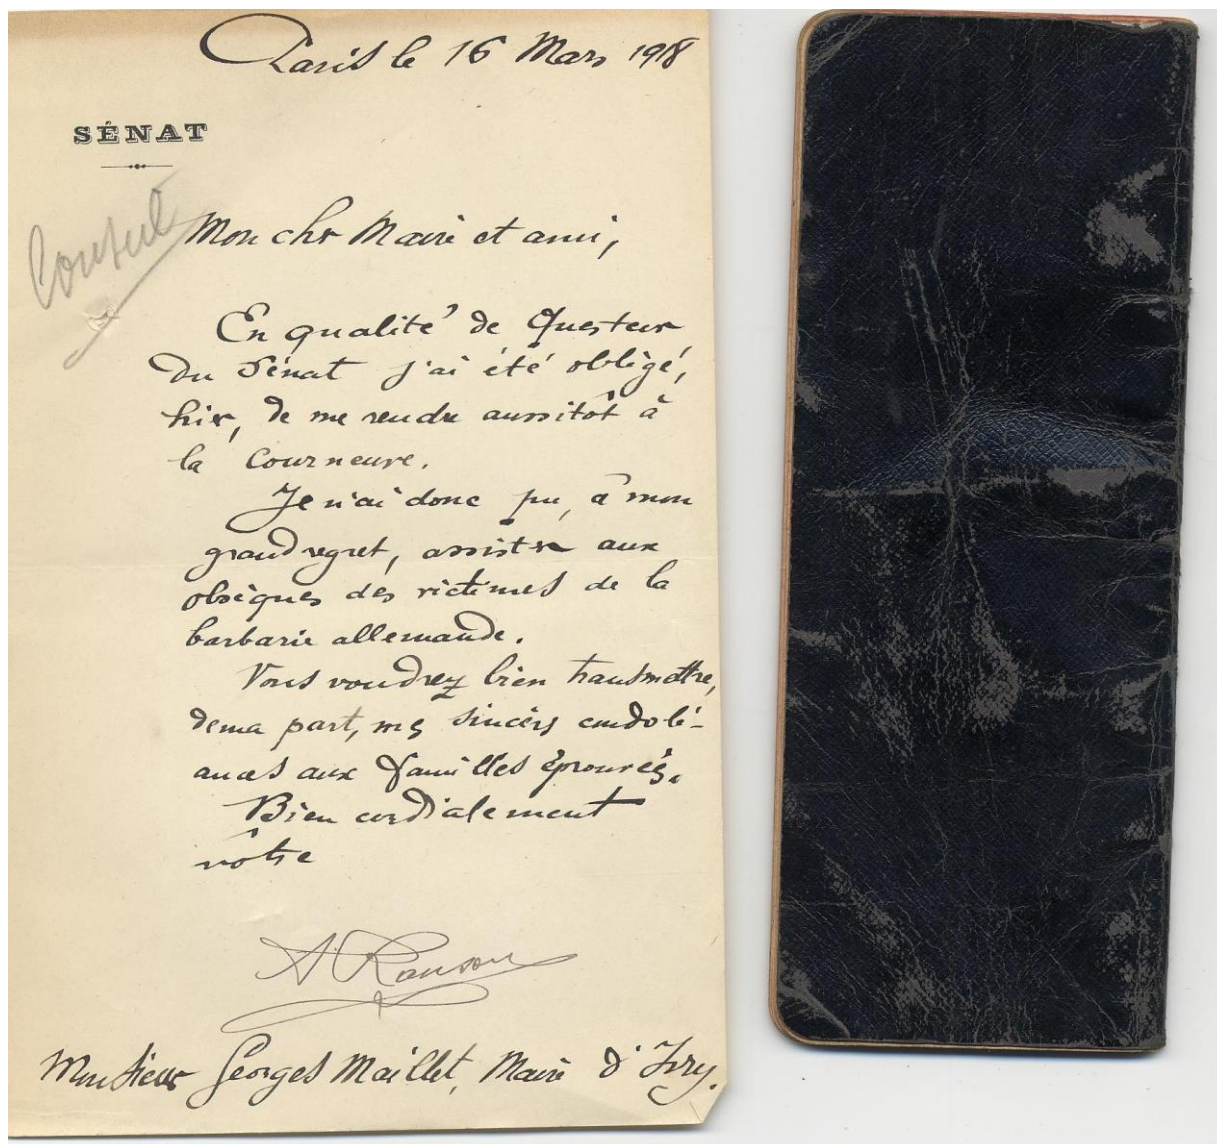 Paris le 16 Mars 1918
SÉNAT
Mon cher Maire et ami,
En qualité de Questeur
du Sénat j'ai été obligé,
hier, de me rendre aussitôt à
la Courneuve.
Je n'ai donc pu, à mon
grand regret, assister aux
obsèques des victimes de la
barbarie allemande.
Vous voudrez bien transmettre,
de ma part, mes sincères condolé-
ances aux familles éprouvées.
Bien cordialement
vôtre
A Ranson
Monsieur Georges Maillet, Maire d'Ivry.